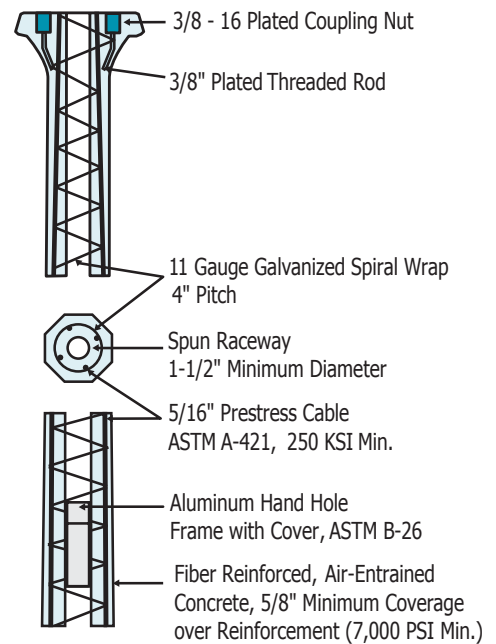 3/8 - 16 Plated Coupling Nut
3/8" Plated Threaded Rod
11 Gauge Galvanized Spiral Wrap
4" Pitch
Spun Raceway
1-1/2" Minimum Diameter
5/16" Prestress Cable
ASTM A-421, 250 KSI Min.
Aluminum Hand Hole
Frame with Cover, ASTM B-26
Fiber Reinforced, Air-Entrained
Concrete, 5/8" Minimum Coverage
over Reinforcement (7,000 PSI Min.)